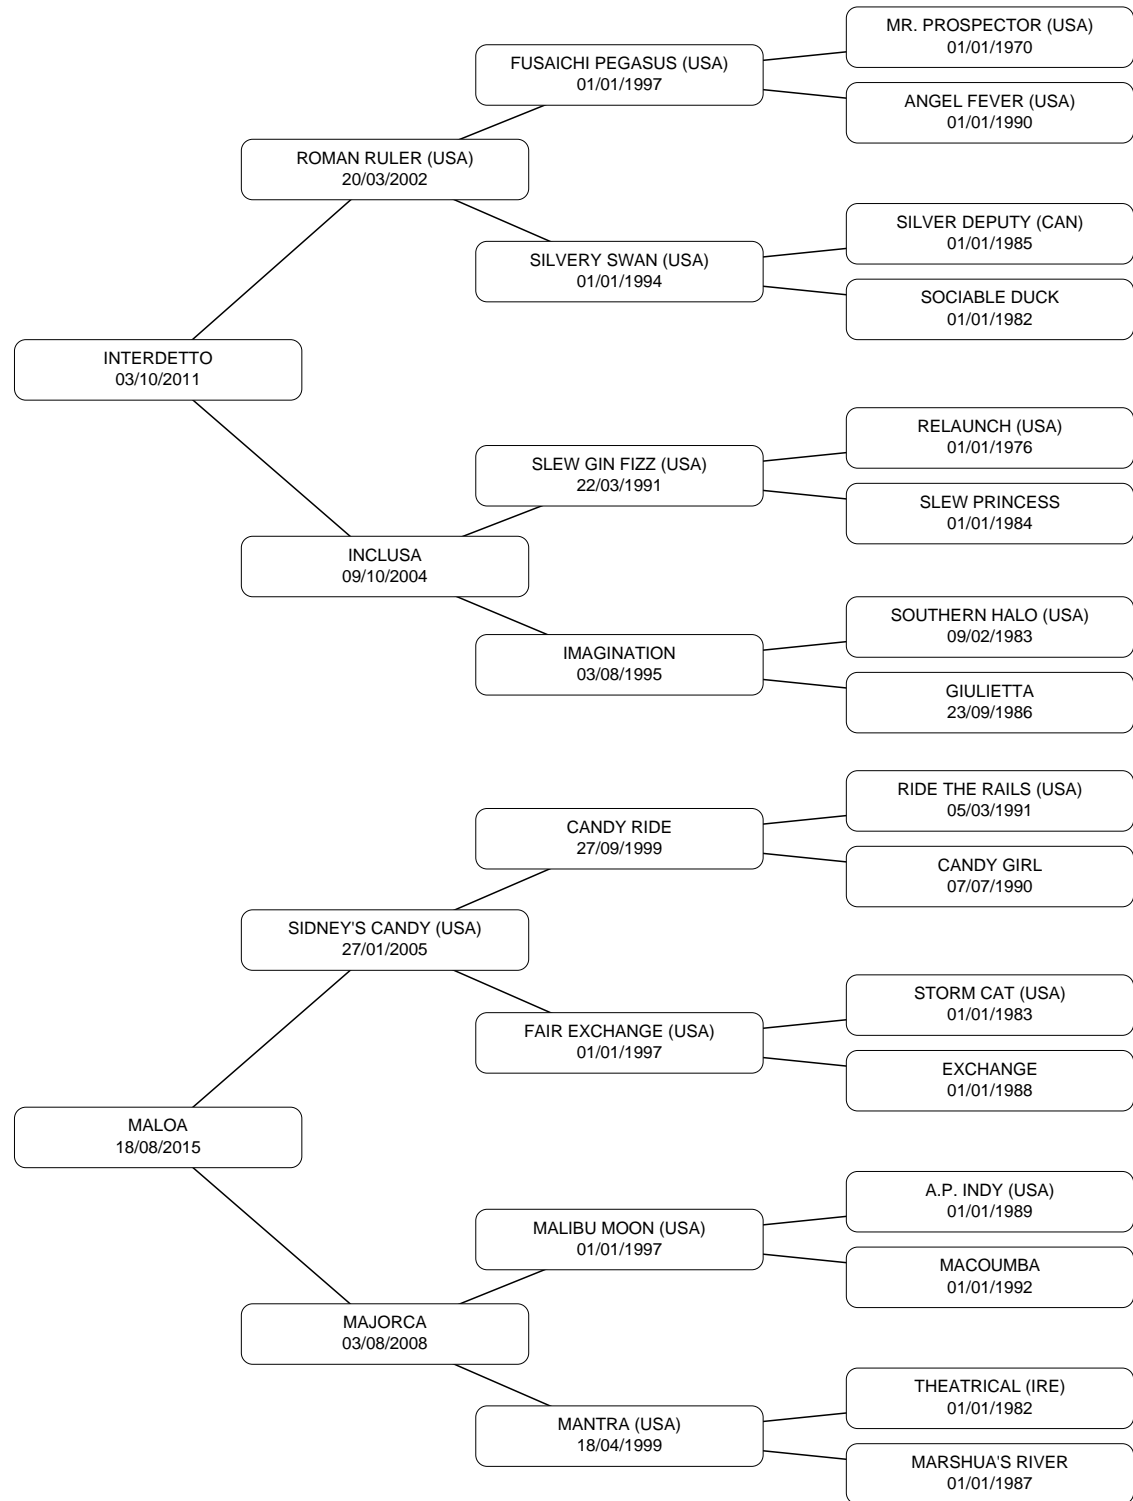 MR. PROSPECTOR (USA)
01/01/1970
FUSAICHI PEGASUS (USA)
01/01/1997
ANGEL FEVER (USA)
01/01/1990
ROMAN RULER (USA)
20/03/2002
SILVER DEPUTY (CAN)
01/01/1985
SILVERY SWAN (USA)
01/01/1994
SOCIABLE DUCK
01/01/1982
INTERDETTO
03/10/2011
RELAUNCH (USA)
01/01/1976
SLEW GIN FIZZ (USA)
22/03/1991
SLEW PRINCESS
01/01/1984
INCLUSA
09/10/2004
SOUTHERN HALO (USA)
09/02/1983
IMAGINATION
03/08/1995
GIULIETTA
23/09/1986
RIDE THE RAILS (USA)
05/03/1991
CANDY RIDE
27/09/1999
CANDY GIRL
07/07/1990
SIDNEY'S CANDY (USA)
27/01/2005
STORM CAT (USA)
01/01/1983
FAIR EXCHANGE (USA)
01/01/1997
EXCHANGE
01/01/1988
MALOA
18/08/2015
A.P. INDY (USA)
01/01/1989
MALIBU MOON (USA)
01/01/1997
MACOUMBA
01/01/1992
MAJORCA
03/08/2008
THEATRICAL (IRE)
01/01/1982
MANTRA (USA)
18/04/1999
MARSHUA'S RIVER
01/01/1987